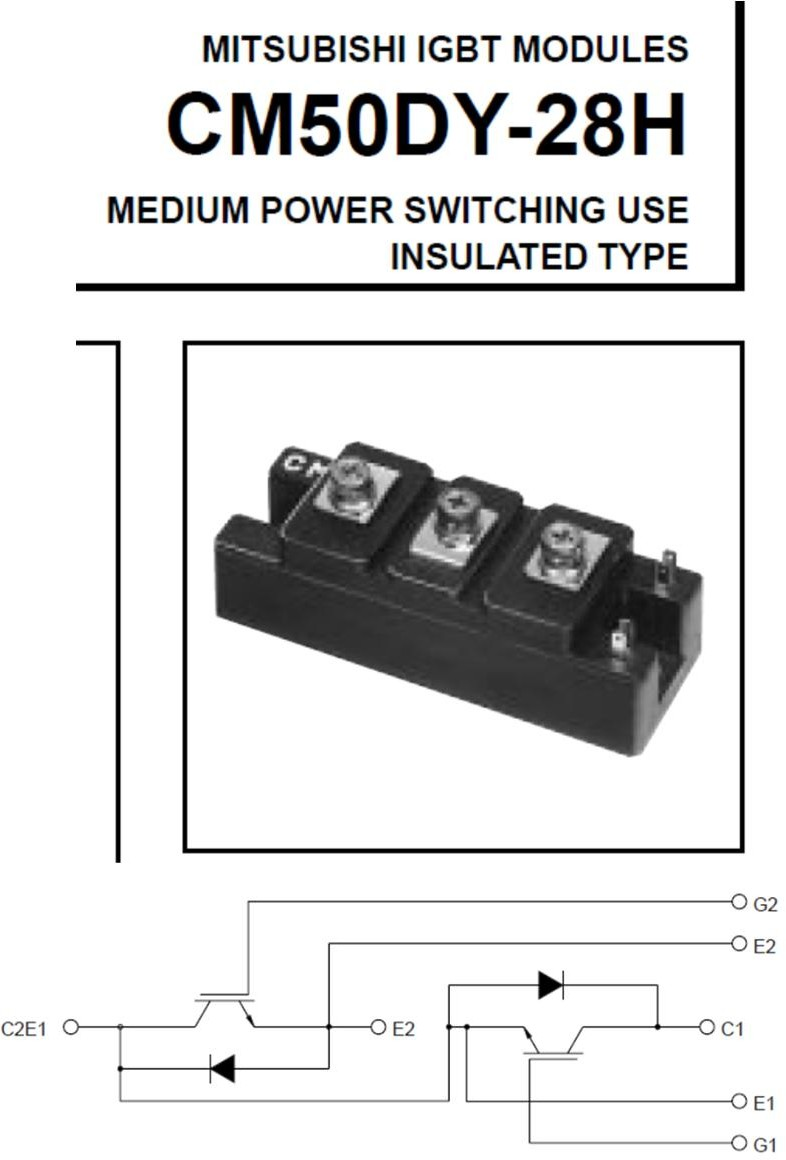 MITSUBISHI IGBT MODULES
CM50DY-28H
MEDIUM POWER SWITCHING USE
INSULATED TYPE
CM
G2
E2
C2E1
E2
C1
E1
G1